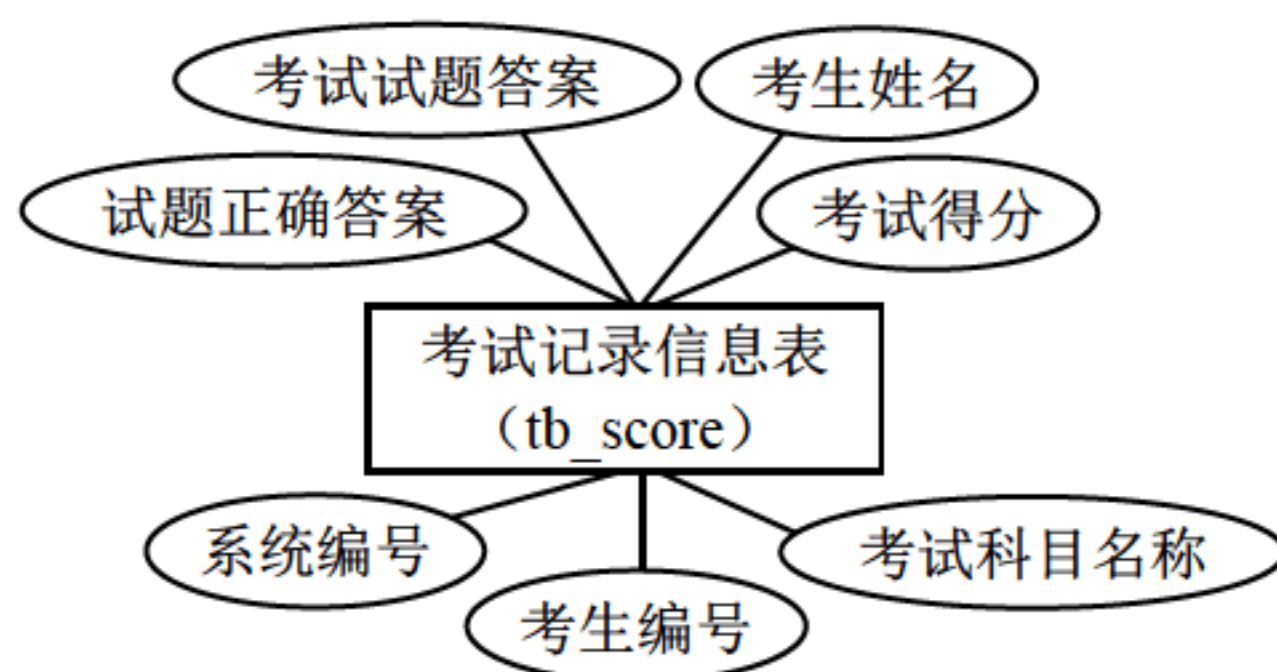 考试试题答案
考生姓名
试题正确答案
考试得分
考试记录信息表
（tb_score）
系统编号
考试科目名称
考生编号